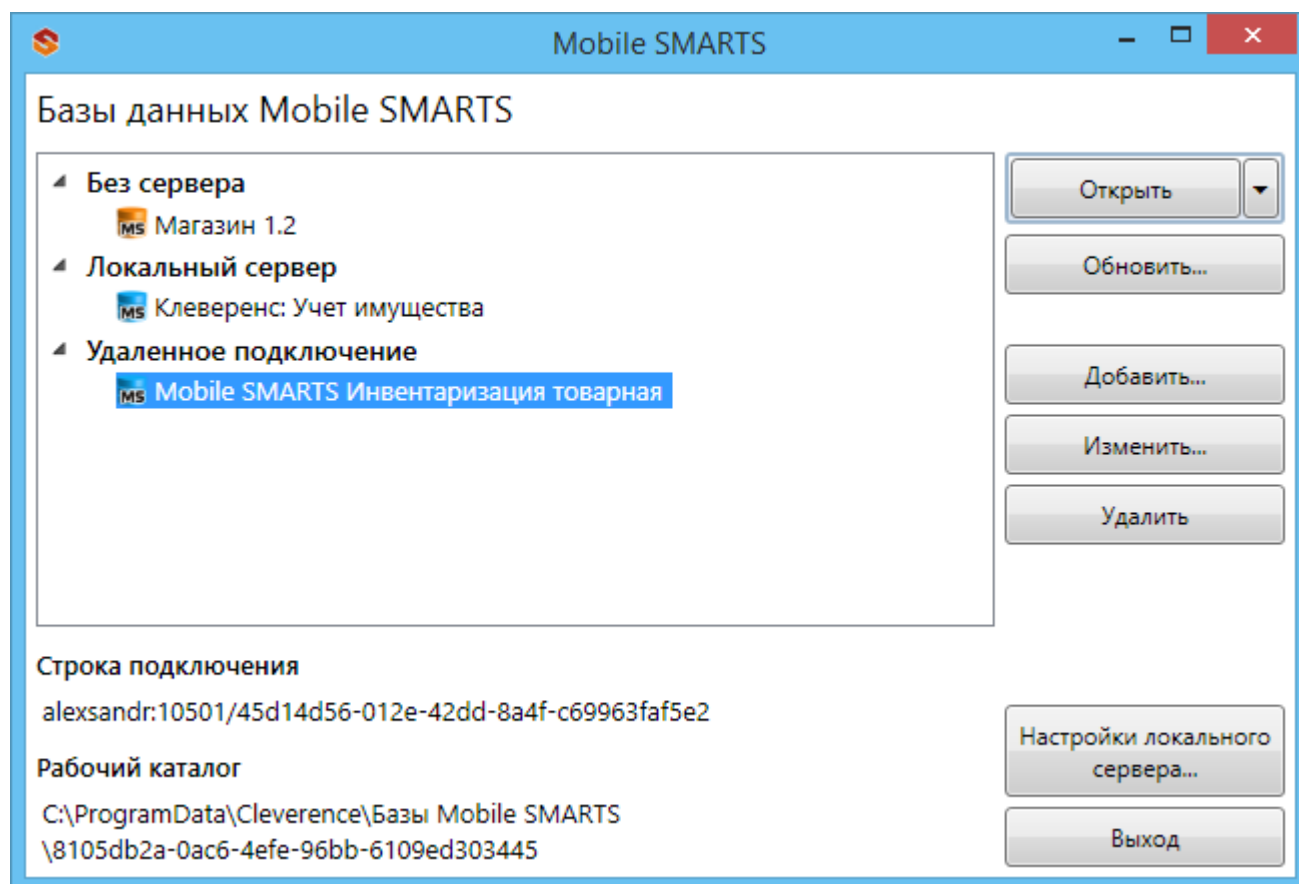 Mobile SMARTS
Базы данных Mobile SMARTS
Без сервера
Магазин 1.2
Локальный сервер
Клеверенс: Учет имущества
Удаленное подключение
Mobile SMARTS Инвентаризация товарная
Открыть
Обновить...
Добавить...
Изменить...
Удалить
Строка подключения
alexsandr:10501/45d14d56-012e-42dd-8a4f-c69963faf5e2
Рабочий каталог
C:\ProgramData\Cleverence\Базы Mobile SMARTS
\8105db2a-0ac6-4efe-96bb-6109ed303445
Настройки локального
сервера...
Выход